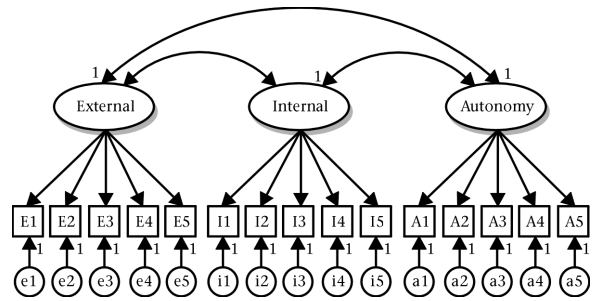 1 1 1
External Internal Autonomy
E1 E2 E3 E4 E5 I1 I2 I3 I4 I5 A1 A2 A3 A4 A5
1 1 1 1 1 1 1 1 1 1 1 1 1 1 1
e1 e2 e3 e4 e5 i1 i2 i3 i4 i5 a1 a2 a3 a4 a5